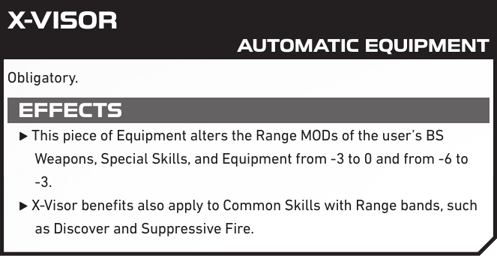 X-VISOR
AUTOMATIC EQUIPMENT
Obligatory.
EFFECTS
► This piece of Equipment alters the Range MODs of the user's BS
Weapons, Special Skills, and Equipment from -3 to 0 and from -6 to
-3.
► X-Visor benefits also apply to Common Skills with Range bands, such
as Discover and Suppressive Fire.